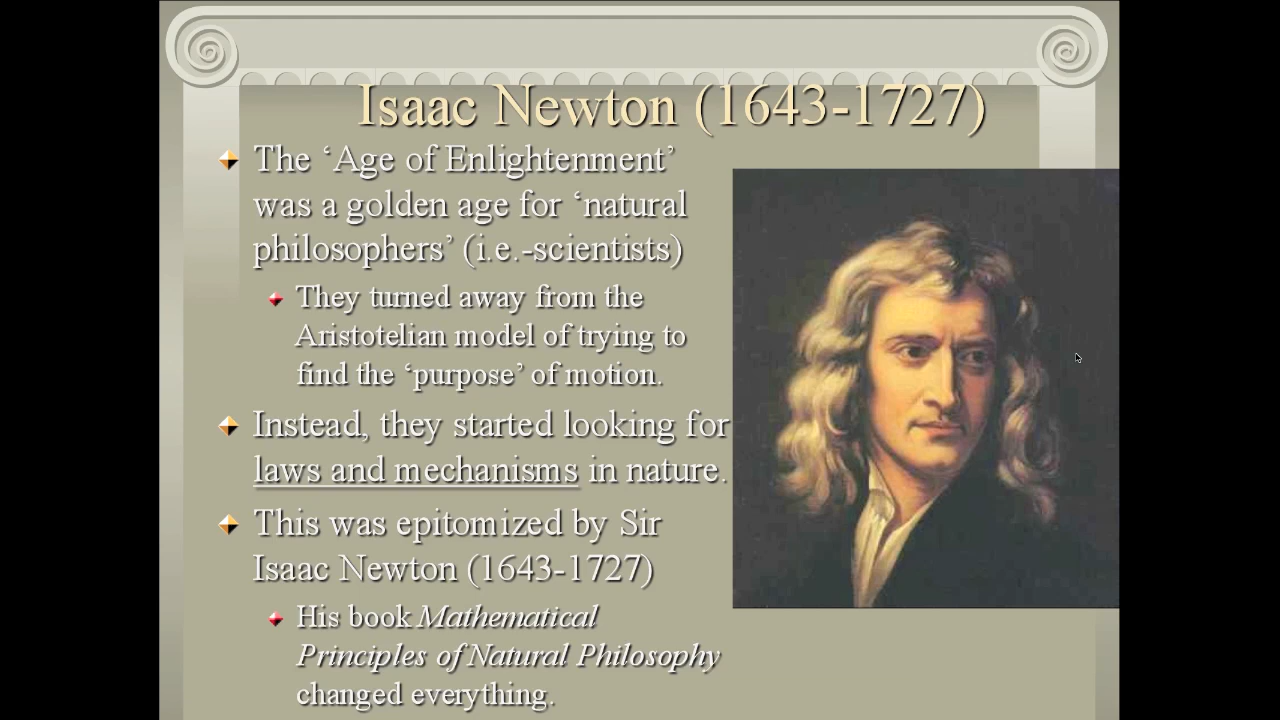 Isaac Newton (1643-1727)
The ‘Age of Enlightenment’
was a golden age for ‘natural
philosophers’ (i.e.-scientists)
They turned away from the
Aristotelian model of trying to
find the ‘purpose’ of motion.
Instead, they started looking for
laws and mechanisms in nature.
This was epitomized by Sir
Isaac Newton (1643-1727)
His book Mathematical
Principles of Natural Philosophy
changed everything.